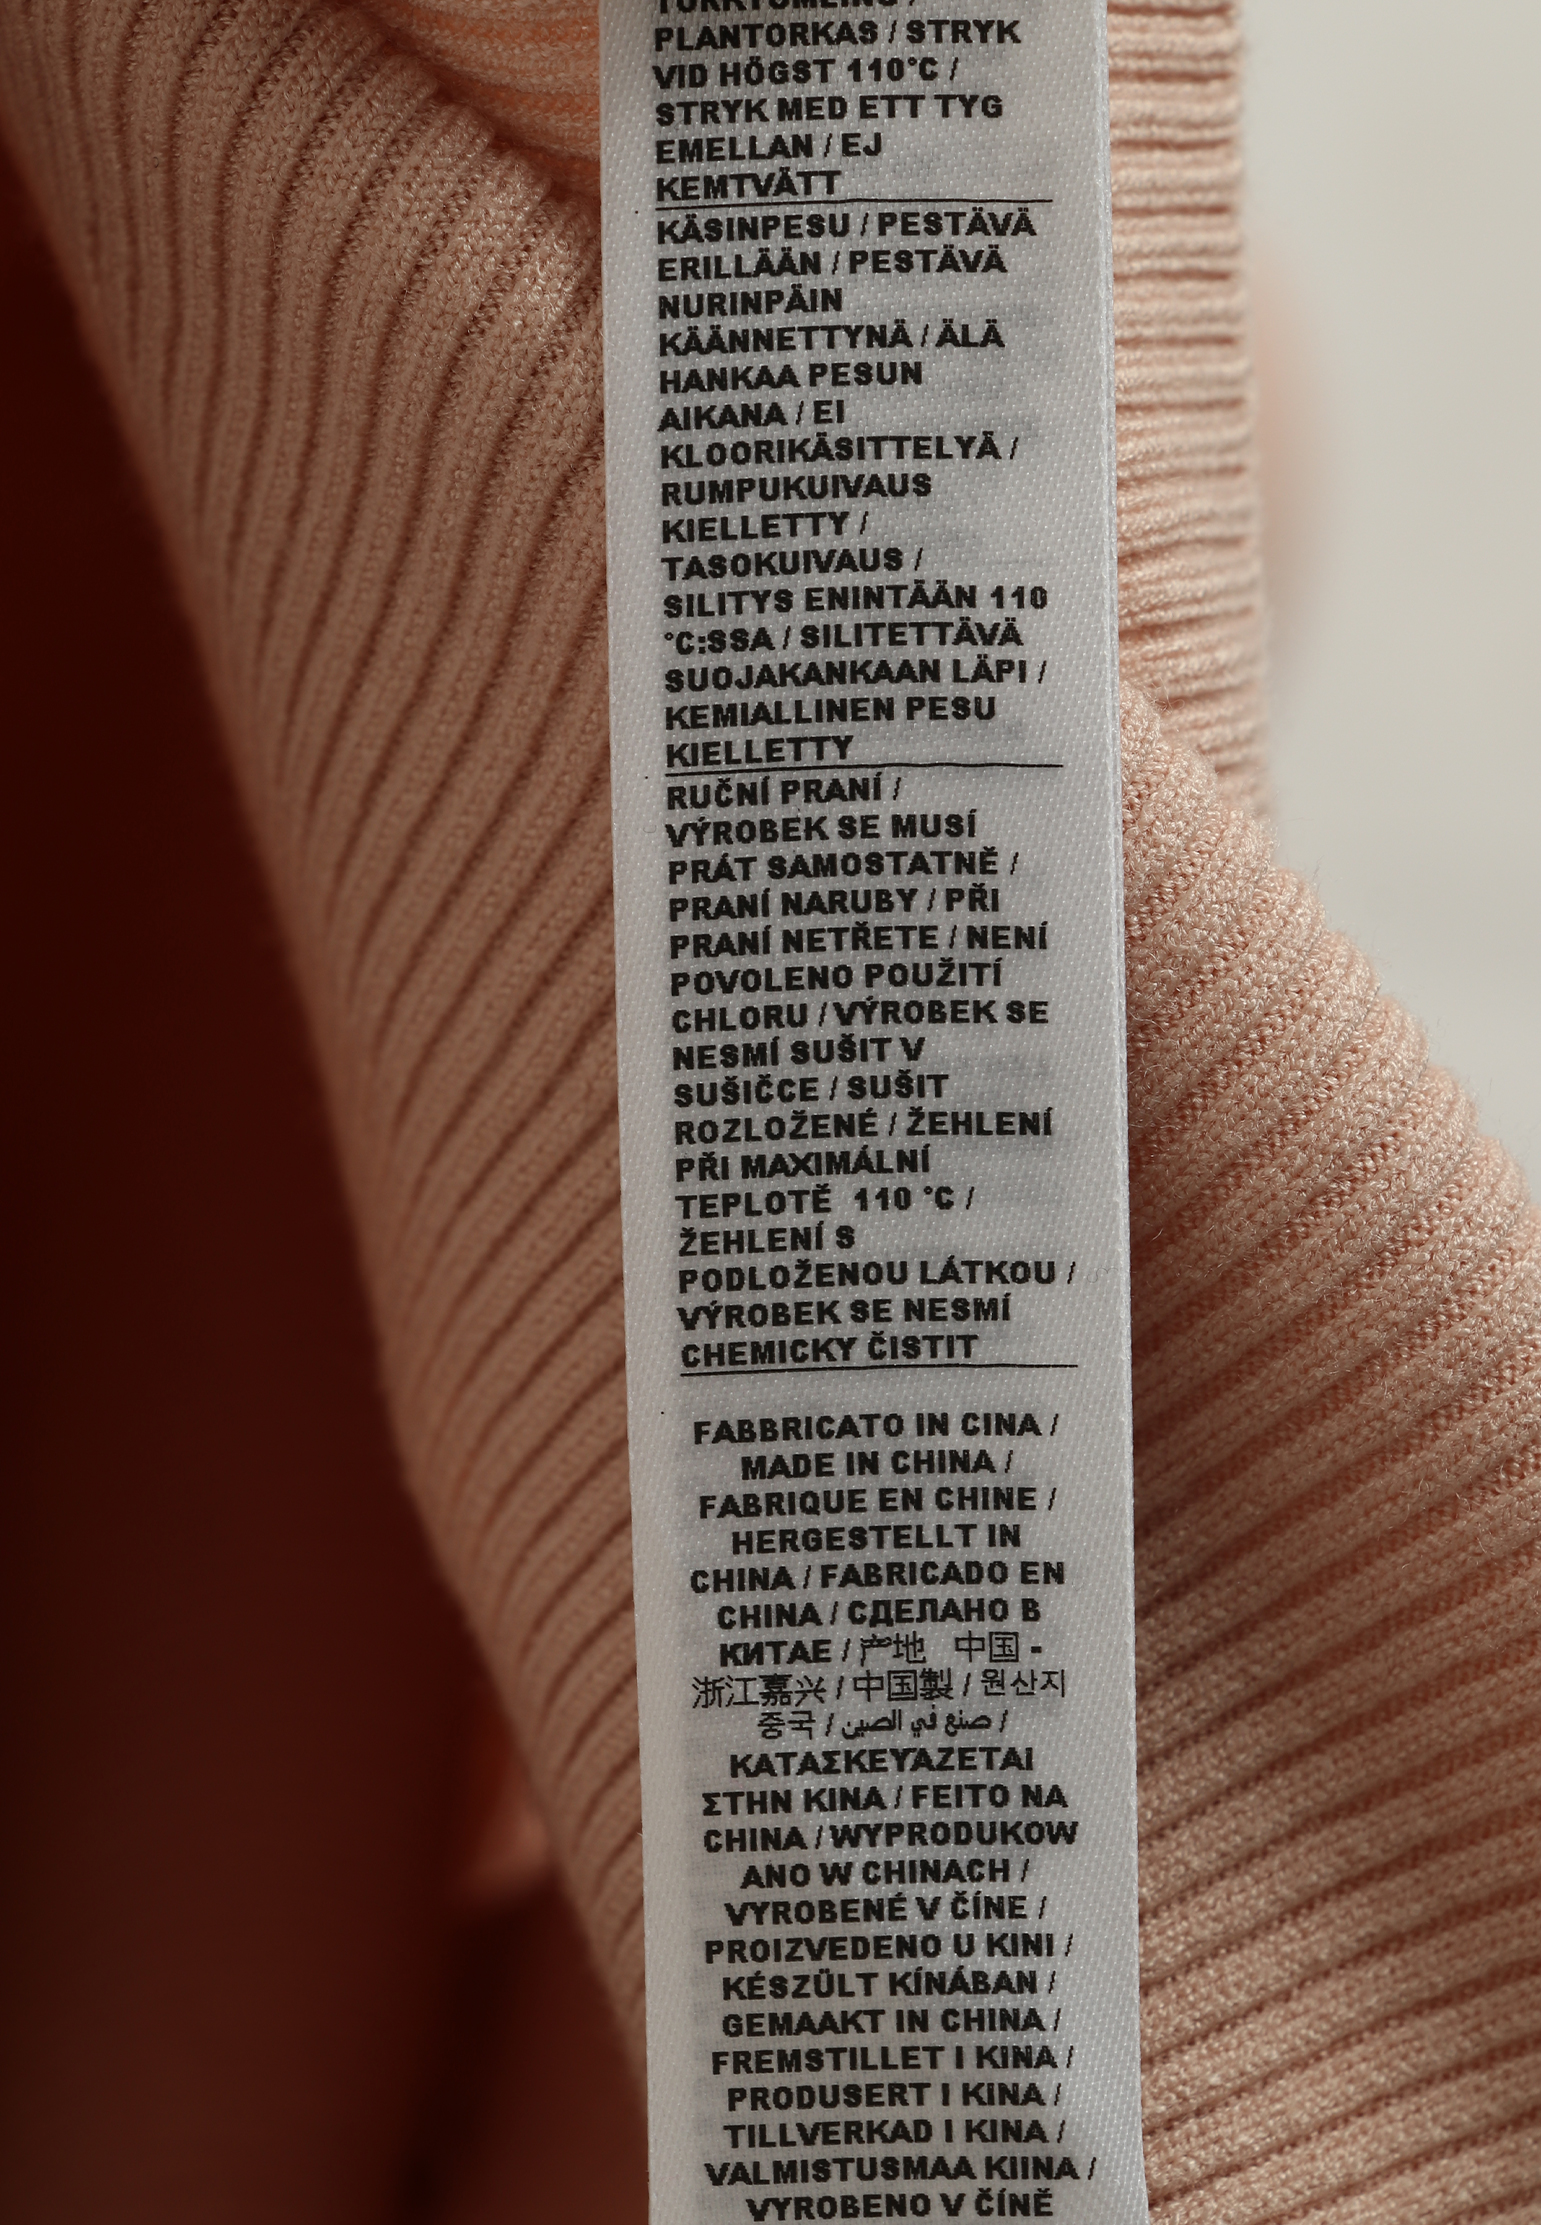 PLANTORKAS / STRYK
VID HÖGST 110°C /
STRYK MED ETT TYG
EMELLAN / EJ
KEMTVÄTT
KÄSINPESU / PESTÄVÄ
ERILLÄÄN / PESTÄVÄ
NURINPÄIN
KÄÄNNETTYNÄ / ÄLÄ
HANKAA PESUN
AIKANA / EI
KLOORIKÄSITTELYÄ /
RUMPUKUIVAUS
KIELLETTY /
TASOKUIVAUS /
SILITYS ENINTÄÄN 110
°C:SSA / SILITETTÄVÄ
SUOJAKANKAAN LÄPI /
KEMIALLINEN PESU
KIELLETTY
RUČNÍ PRANÍ /
VÝROBEK SE MUSÍ
PRÁT SAMOSTATNĚ /
PRANÍ NARUBY / PŘI
PRANÍ NETŘETE / NENÍ
POVOLENO POUŽITÍ
CHLORU / VÝROBEK SE
NESMÍ SUŠIT V
SUŠIČCE / SUŠIT
ROZLOŽENÉ / ŽEHLENÍ
PŘI MAXIMÁLNÍ
TEPLOTĚ 110 °C /
ŽEHLENÍ S
PODLOŽENOU LÁTKOU /
VÝROBEK SE NESMÍ
CHEMICKY ČISTIT
FABBRICATO IN CINA /
MADE IN CHINA /
FABRIQUE EN CHINE /
HERGESTELLT IN
CHINA / FABRICADO EN
CHINA / СДЕЛАНО В
КИТАЕ / 产地 中国 -
浙江嘉兴 / 中国製 / 원산지
중국 / صنع في الصين /
ΚΑΤΑΣΚΕΥΆΖΕΤΑΙ
ΣΤΗΝ ΚΙΝΑ / FEITO NA
CHINA / WYPRODUKOW
ANO W CHINACH /
VYROBENÉ V ČÍNE /
PROIZVEDENO U KINI /
KÉSZÜLT KÍNÁBAN /
GEMAAKT IN CHINA /
FREMSTILLET I KINA /
PRODUSERT I KINA /
TILLVERKAD I KINA /
VALMISTUSMAA KIINA /
VYROBENO V ČÍNĚ